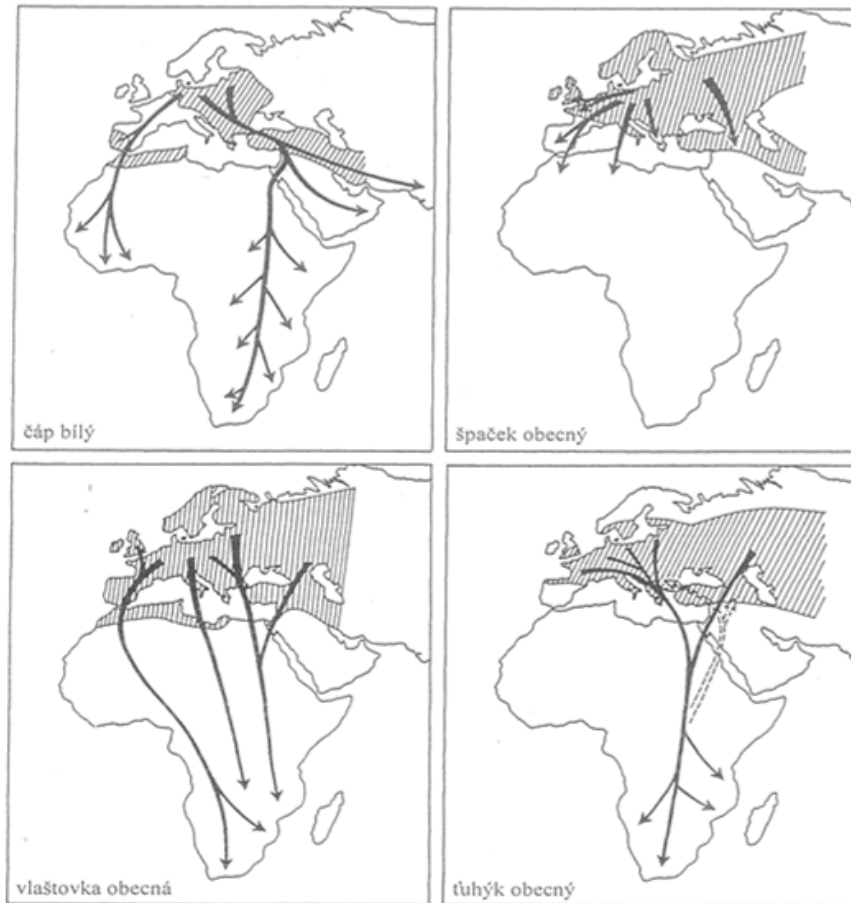 čáp bílý
špaček obecný
vlaštovka obecná
ťuhýk obecný